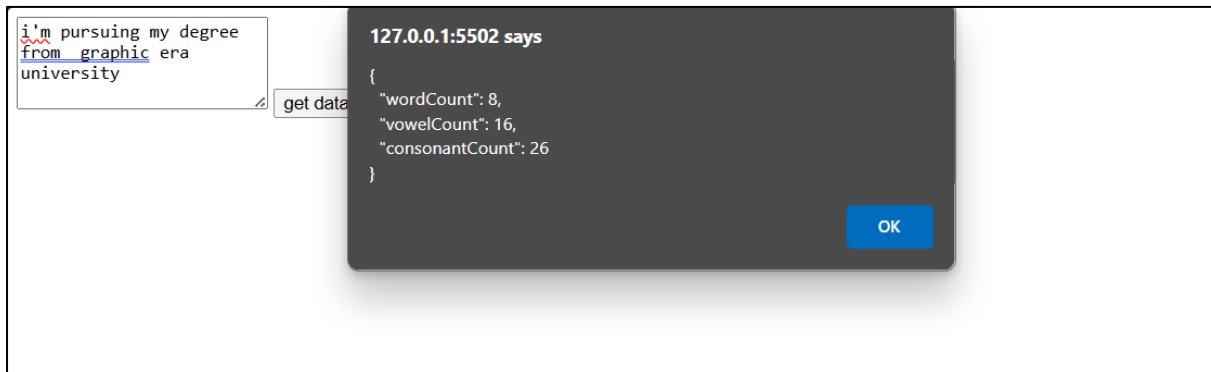 i'm pursuing my degree
from  graphic era
university
get data
127.0.0.1:5502 says
{
  "wordCount": 8,
  "vowelCount": 16,
  "consonantCount": 26
}
OK